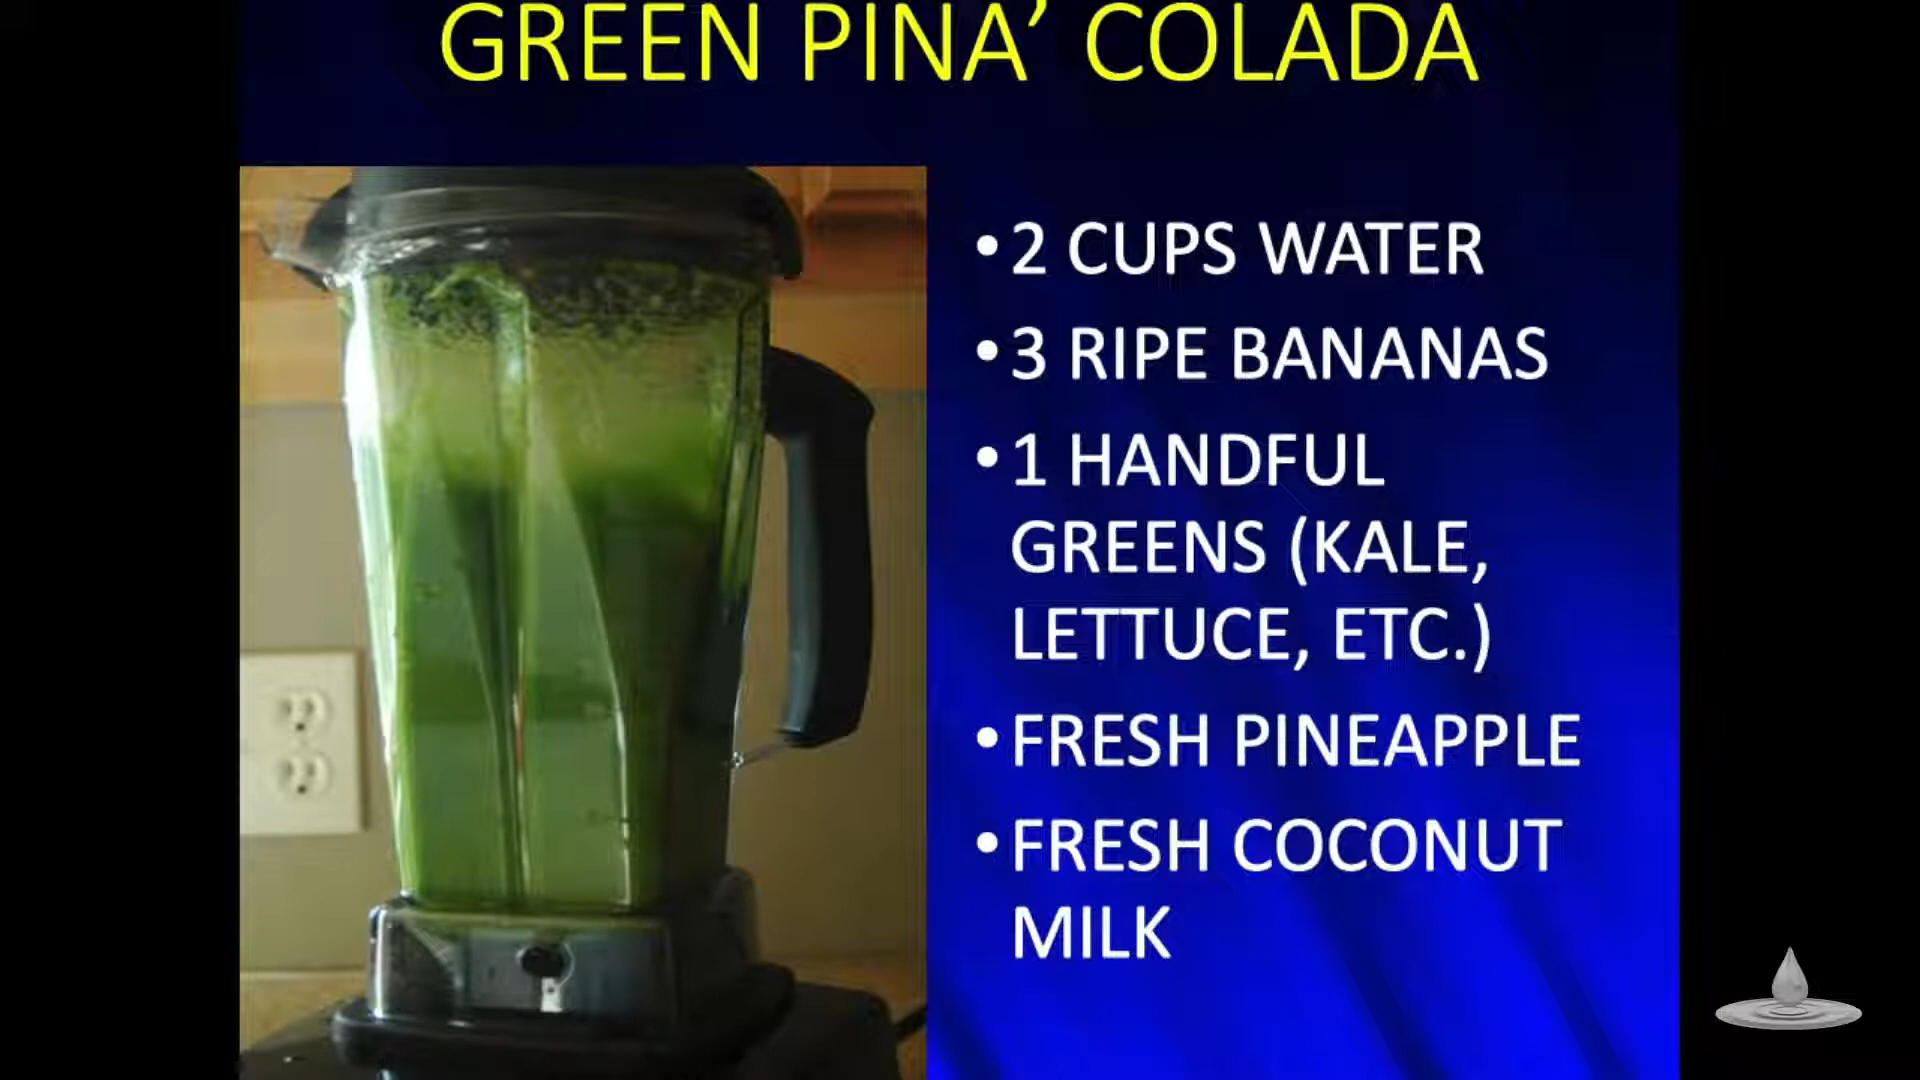 GREEN PINA’ COLADA
•2 CUPS WATER
•3 RIPE BANANAS
•1 HANDFUL
GREENS (KALE,
LETTUCE, ETC.)
•FRESH PINEAPPLE
•FRESH COCONUT
MILK